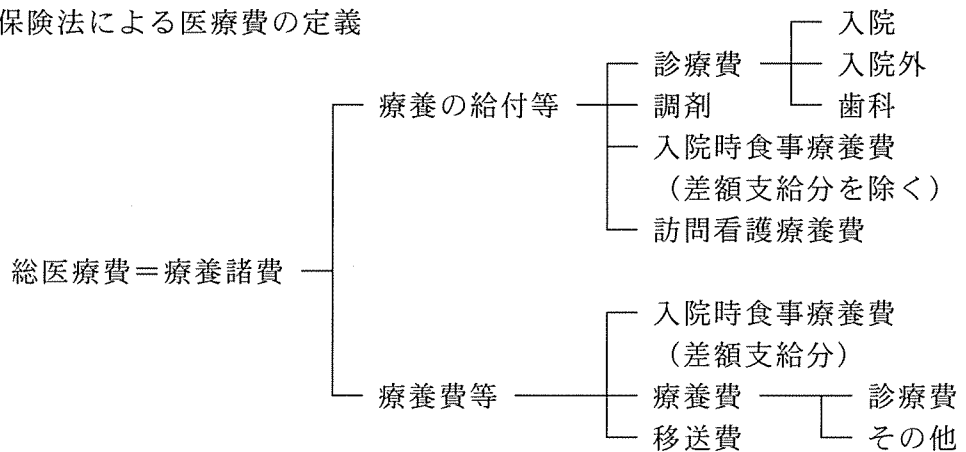 保険法による医療費の定義
入院
診療費
入院外
療養の給付等
調剤
歯科
入院時食事療養費
（差額支給分を除く）
訪問看護療養費
総医療費＝療養諸費
入院時食事療養費
（差額支給分）
療養費等
療養費
診療費
移送費
その他